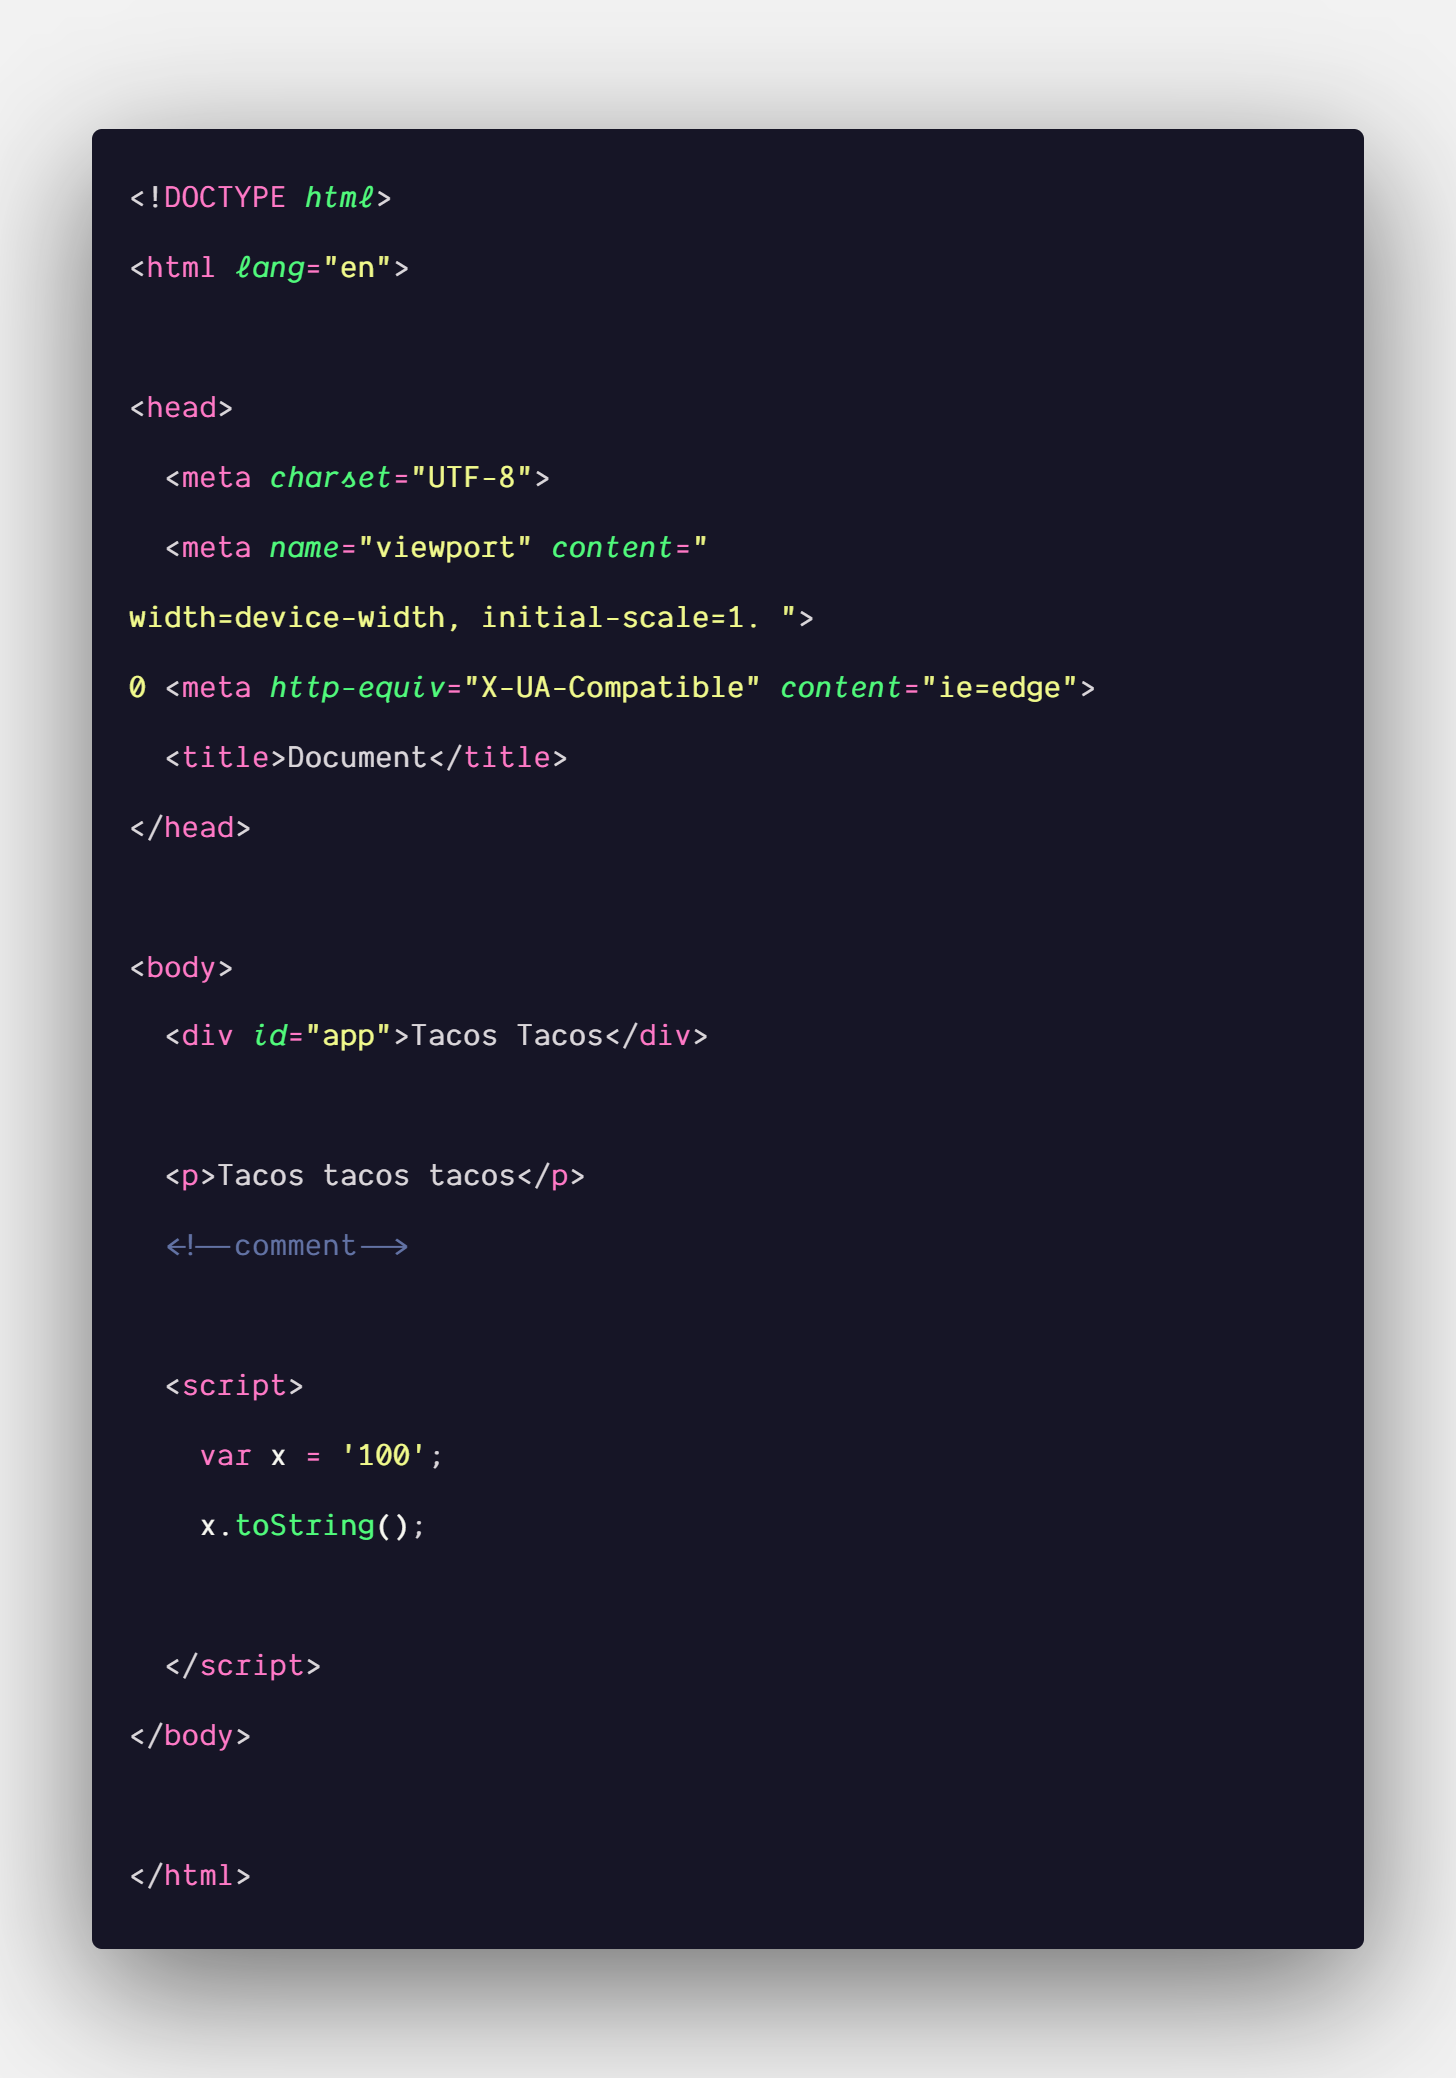 <!DOCTYPE html>
<html lang="en">
<head>
<meta charset="UTF-8">
<meta name="viewport" content="
width=device-width, initial-scale=1. ">
0 <meta http-equiv="X-UA-Compatible" content="ie=edge">
<title>Document</title>
</head>
<body>
<div id="app">Tacos Tacos</div>
<p>Tacos tacos tacos</p>
<!--comment-->
<script>
var x = '100';
x.toString();
</script>
</body>
</html>